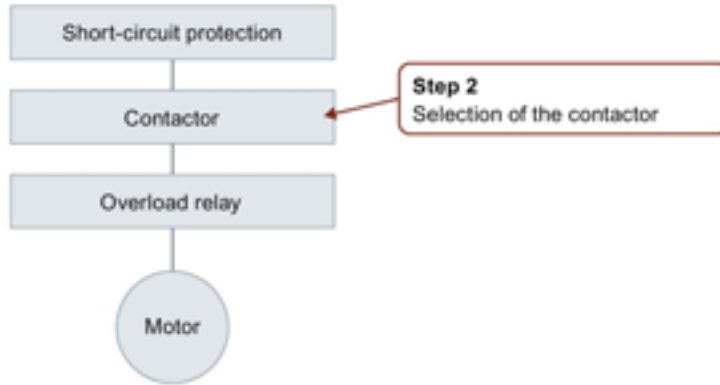 Short-circuit protection
Step 2
Contactor
Selection of the contactor
Overload relay
Motor